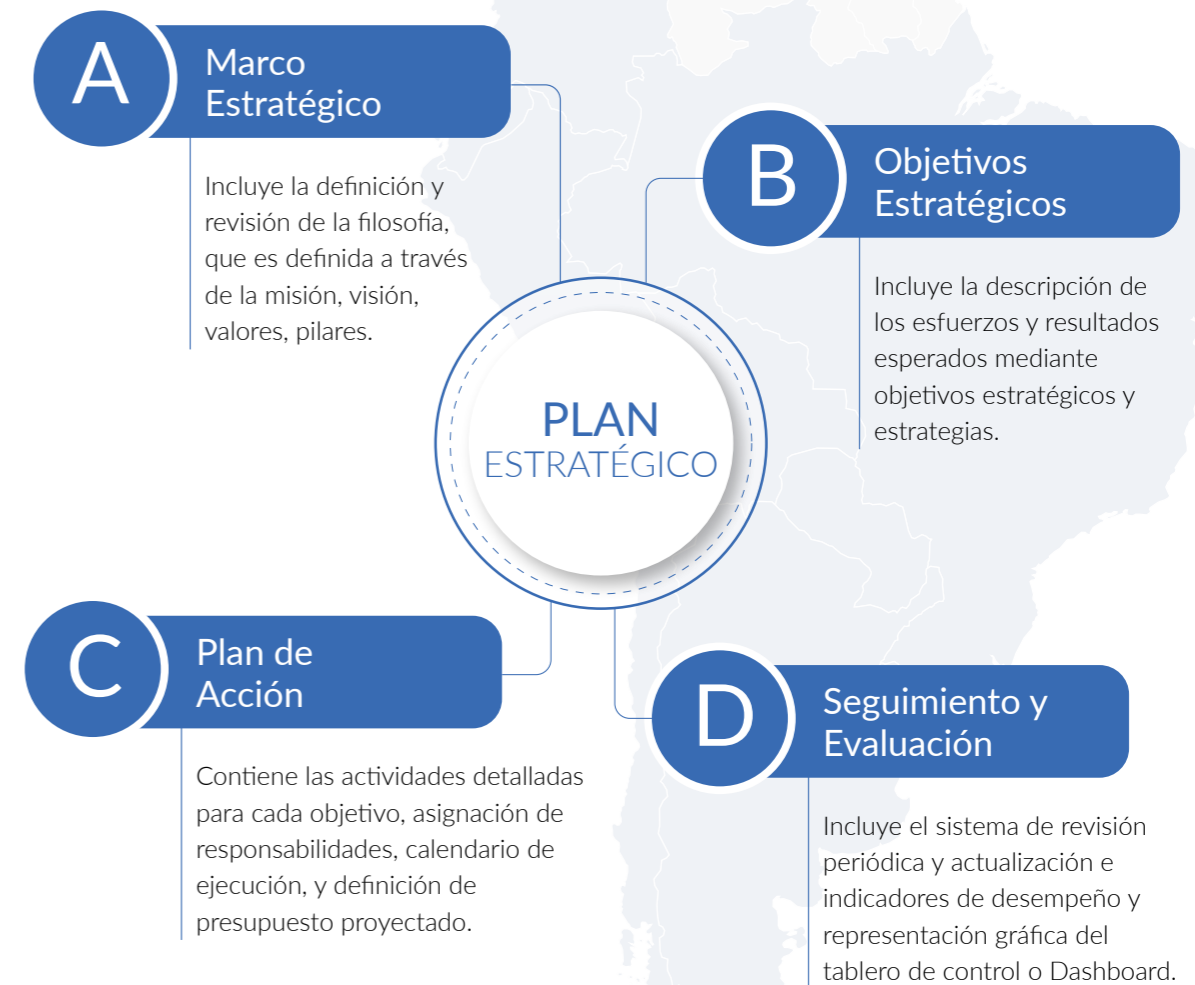 A
Marco
Estratégico
Incluye la definición y
revisión de la filosofía,
que es definida a través
de la misión, visión,
valores, pilares.
B
Objetivos
Estratégicos
Incluye la descripción de
los esfuerzos y resultados
esperados mediante
objetivos estratégicos y
estrategias.
PLAN
ESTRATÉGICO
C
Plan de
Acción
Contiene las actividades detalladas
para cada objetivo, asignación de
responsabilidades, calendario de
ejecución, y definición de
presupuesto proyectado.
D
Seguimiento y
Evaluación
Incluye el sistema de revisión
periódica y actualización e
indicadores de desempeño y
representación gráfica del
tablero de control o Dashboard.